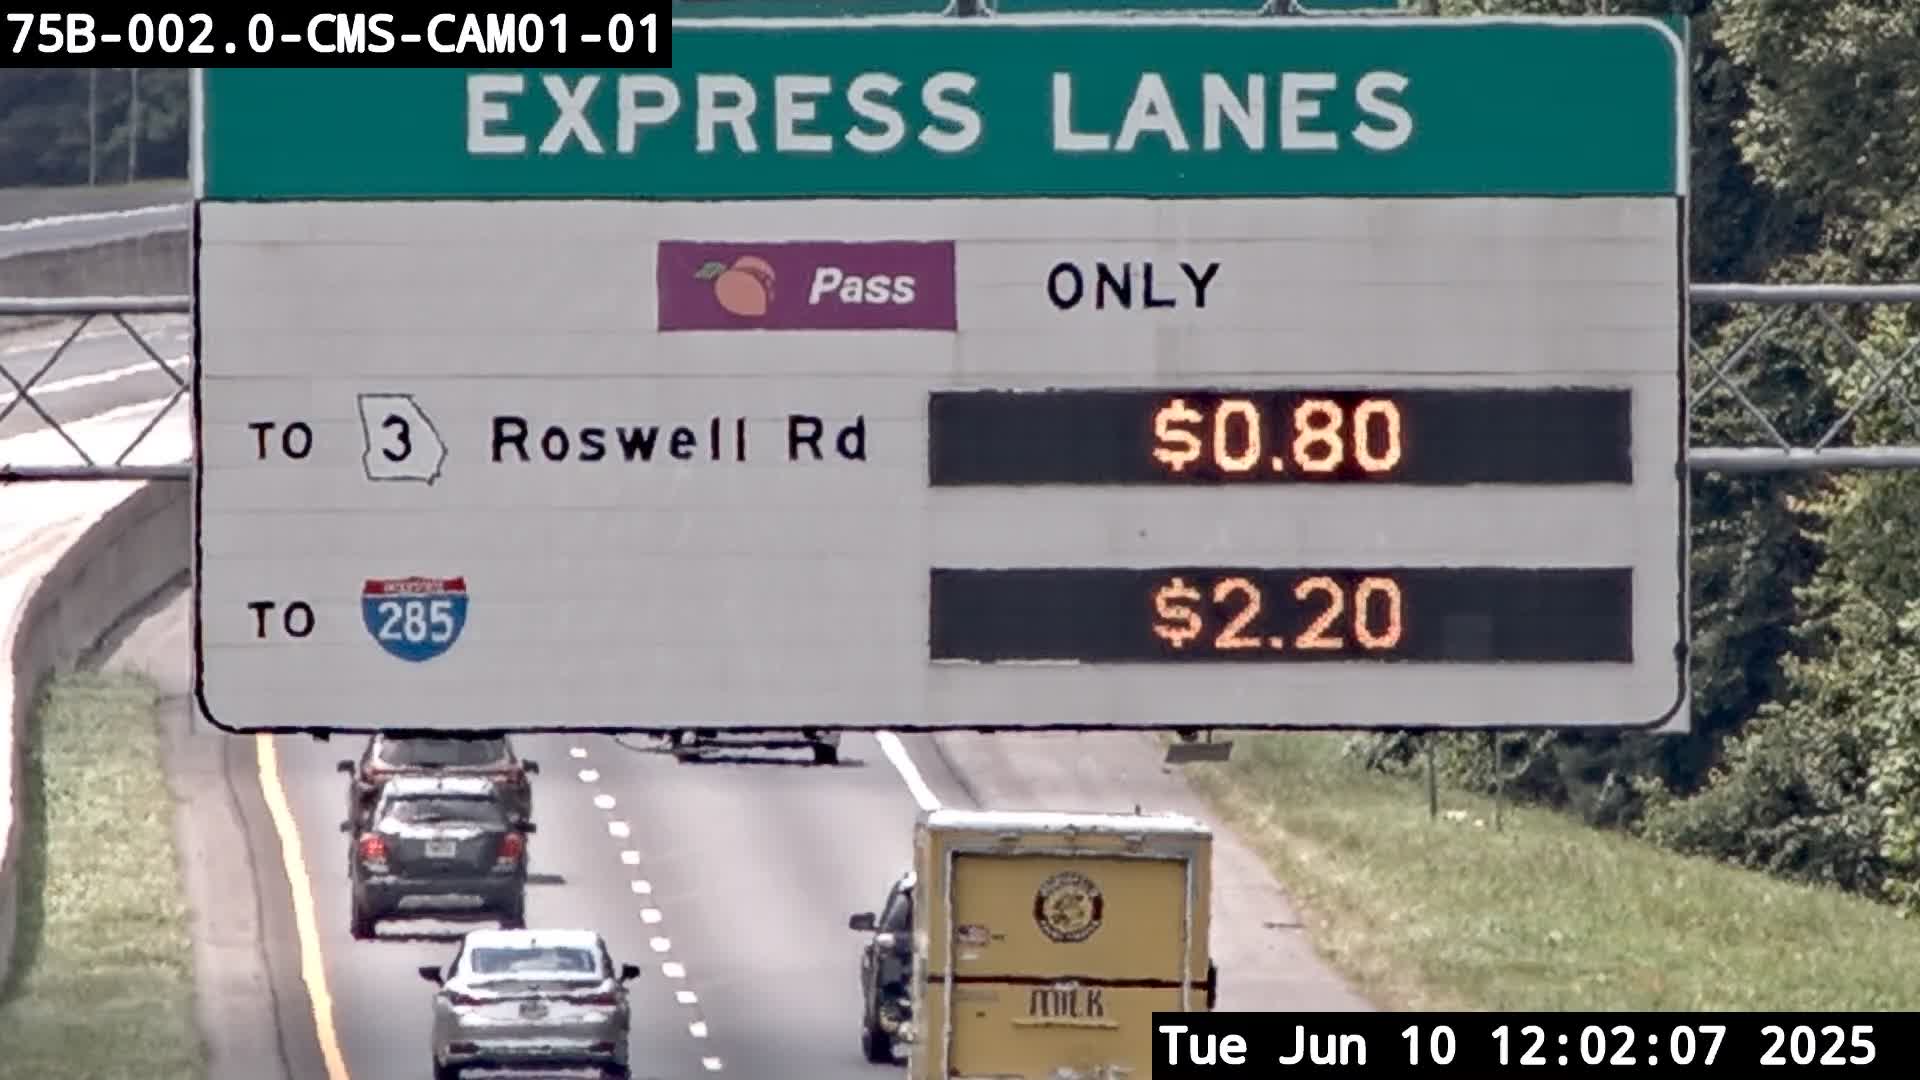 75B-002.0-CMS-CAM01-01
EXPRESS LANES
Pass ONLY
TO 3 Roswell Rd $0.80
INTERSTATE
TO 285 $2.20
MILK
Tue Jun 10 12:02:07 2025